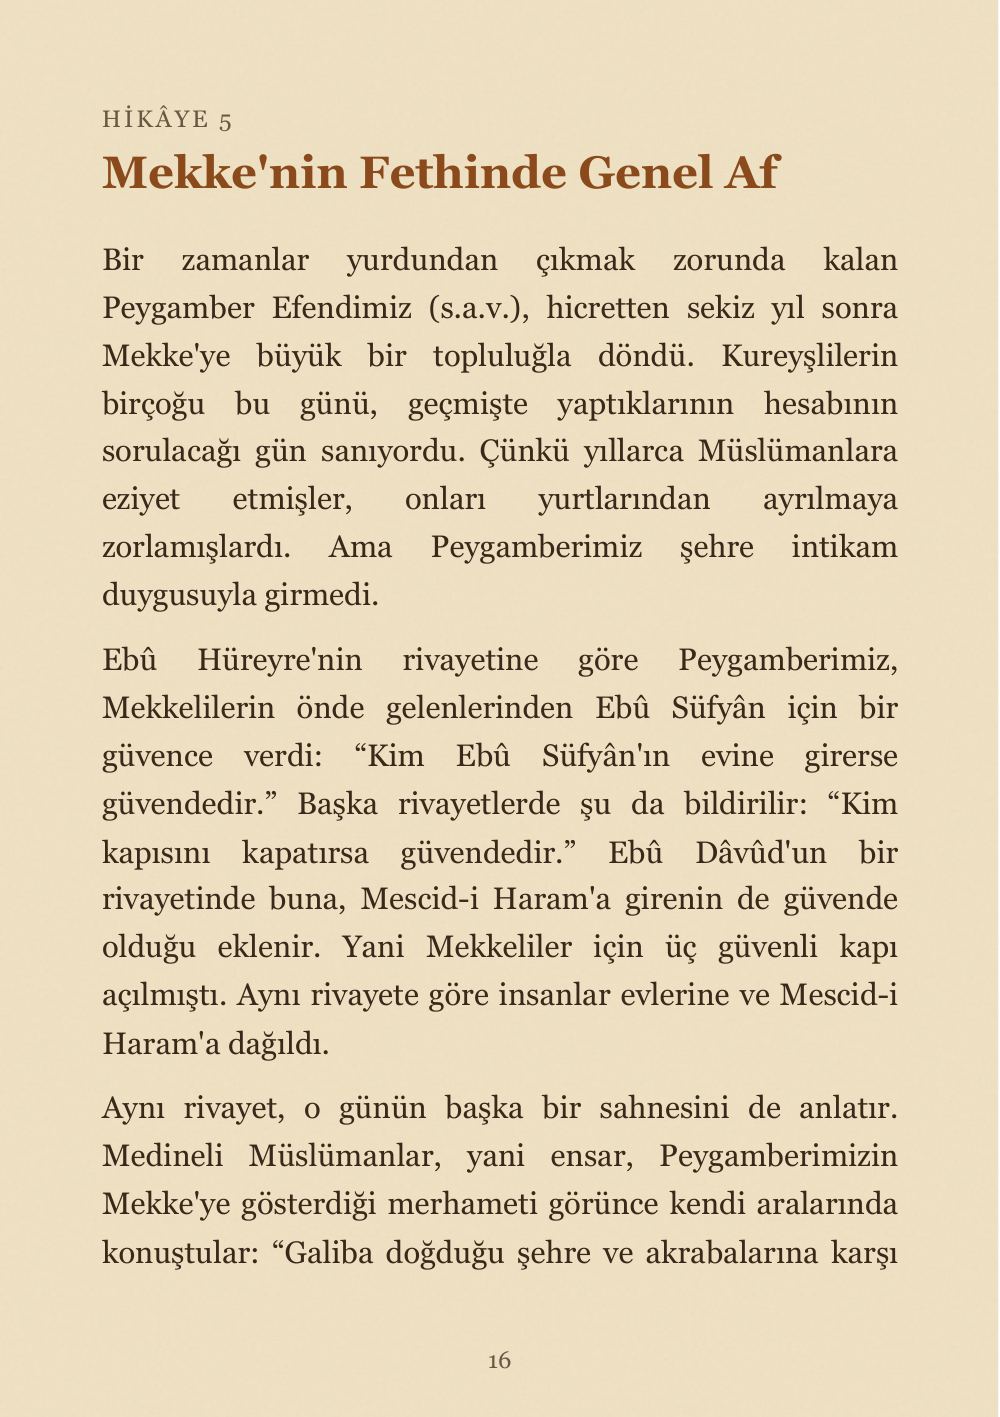 HİKÂYE 5
Mekke'nin Fethinde Genel Af
Bir zamanlar yurdundan çıkmak zorunda kalan
Peygamber Efendimiz (s.a.v.), hicretten sekiz yıl sonra
Mekke'ye büyük bir toplulukla döndü. Kureyşlilerin
birçoğu bu günü, geçmişte yaptıklarının hesabının
sorulacağı gün sanıyordu. Çünkü yıllarca Müslümanlara
eziyet etmişler, onları yurtlarından ayrılmaya
zorlamışlardı. Ama Peygamberimiz şehre intikam
duygusuyla girmedi.
Ebû Hüreyre'nin rivayetine göre Peygamberimiz,
Mekkelilerin önde gelenlerinden Ebû Süfyân için bir
güvence verdi: “Kim Ebû Süfyân'ın evine girerse
güvendedir.” Başka rivayetlerde şu da bildirilir: “Kim
kapısını kapatırsa güvendedir.” Ebû Dâvûd'un bir
rivayetinde buna, Mescid-i Haram'a girenin de güvende
olduğu eklenir. Yani Mekkeliler için üç güvenli kapı
açılmıştı. Aynı rivayete göre insanlar evlerine ve Mescid-i
Haram'a dağıldı.
Aynı rivayet, o günün başka bir sahnesini de anlatır.
Medineli Müslümanlar, yani ensar, Peygamberimizin
Mekke'ye gösterdiği merhameti görünce kendi aralarında
konuştular: “Galiba doğduğu şehre ve akrabalarına karşı
16